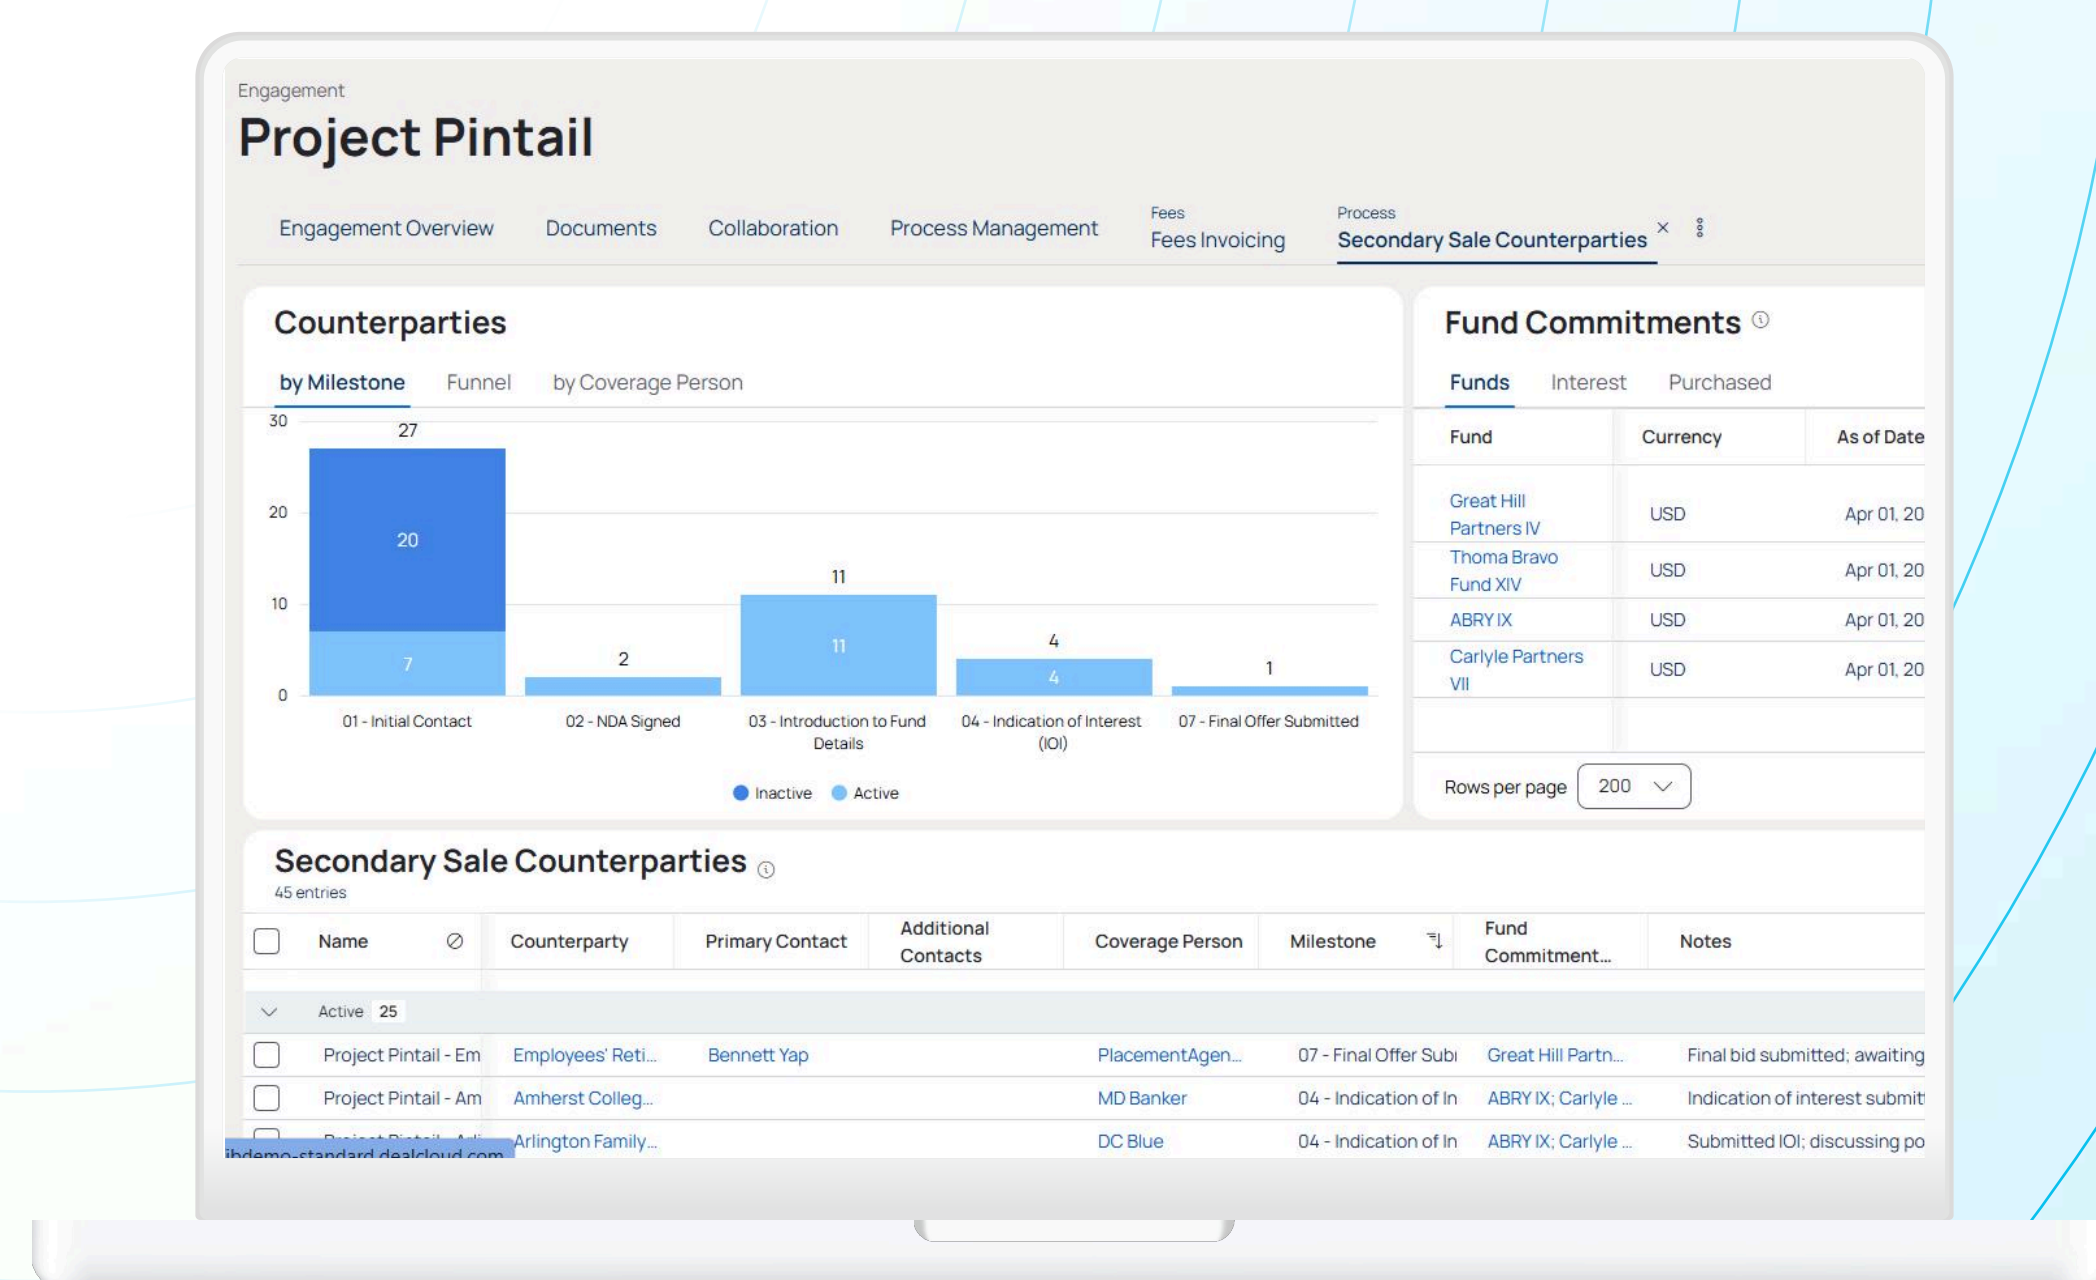 Engagement
Project Pintail
Engagement Overview Documents Collaboration Process Management Fees Process
Fees Invoicing Secondary Sale Counterparties
Counterparties
by Milestone Funnel by Coverage Person
30
27
20
20
10
11
11
7
2
4
4
1
0
01 - Initial Contact 02 - NDA Signed 03 - Introduction to Fund Details 04 - Indication of Interest (IOI) 07 - Final Offer Submitted
Inactive Active
Fund Commitments
Funds Interest Purchased
Fund Currency As of Date
Great Hill Partners IV USD Apr 01, 20
Thoma Bravo Fund XIV USD Apr 01, 20
ABRY IX USD Apr 01, 20
Carlyle Partners VII USD Apr 01, 20
Rows per page 200
Secondary Sale Counterparties
45 entries
Name Counterparty Primary Contact Additional Contacts Coverage Person Milestone Fund Commitment... Notes
Active 25
Project Pintail - Em Employees' Reti... Bennett Yap PlacementAgen... 07 - Final Offer Subi Great Hill Partn... Final bid submitted; awaiting
Project Pintail - Am Amherst Colleg... MD Banker 04 - Indication of In ABRY IX; Carlyle ... Indication of interest submit
Arlington Family... DC Blue 04 - Indication of In ABRY IX; Carlyle ... Submitted IOI; discussing po
ibdemo-standard.dealcloud.com